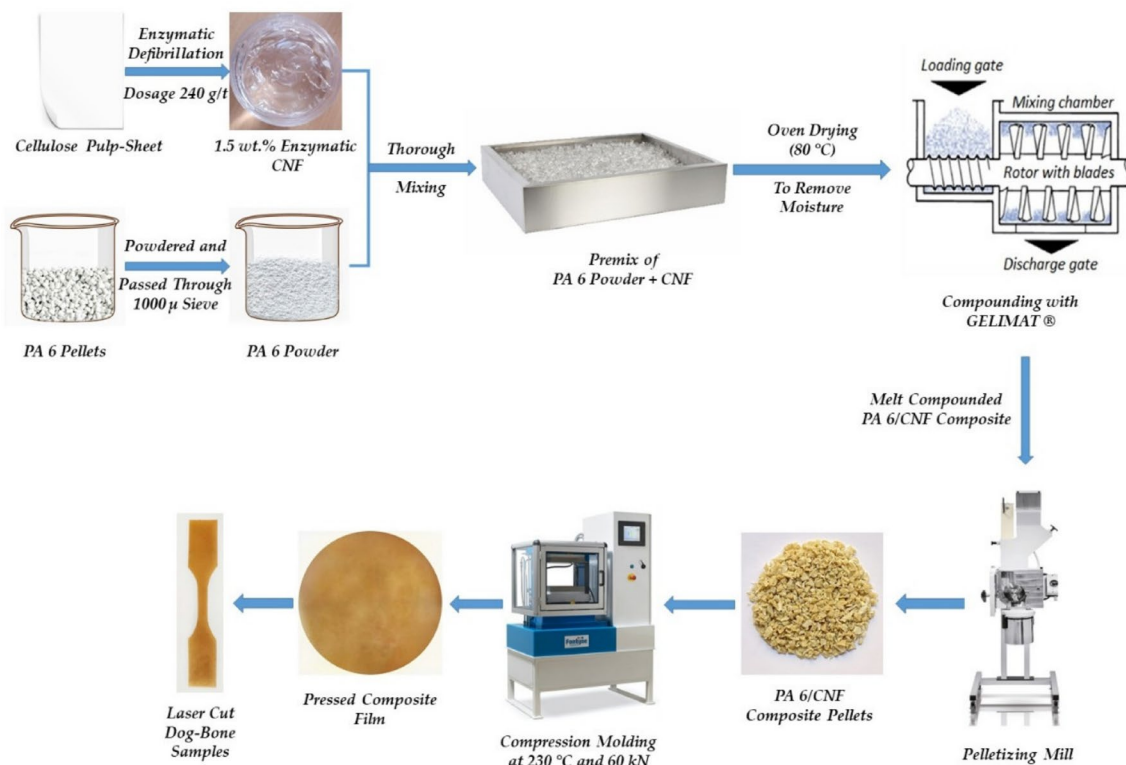 Enzymatic
Defibrillation
Dosage 240 g/t
Cellulose Pulp-Sheet
1.5 wt.% Enzymatic
CNF
Powdered and
Passed Through
1000 µ Sieve
PA 6 Pellets
PA 6 Powder
Thorough
Mixing
Premix of
PA 6 Powder + CNF
Oven Drying
(80 °C)
To Remove
Moisture
Loading gate
Mixing chamber
Rotor with blades
Discharge gate
Compounding with
GELIMAT ®
Melt Compounded
PA 6/CNF Composite
Pelletizing Mill
PA 6/CNF
Composite Pellets
Compression Molding
at 230 °C and 60 kN
Pressed Composite
Film
Laser Cut
Dog-Bone
Samples